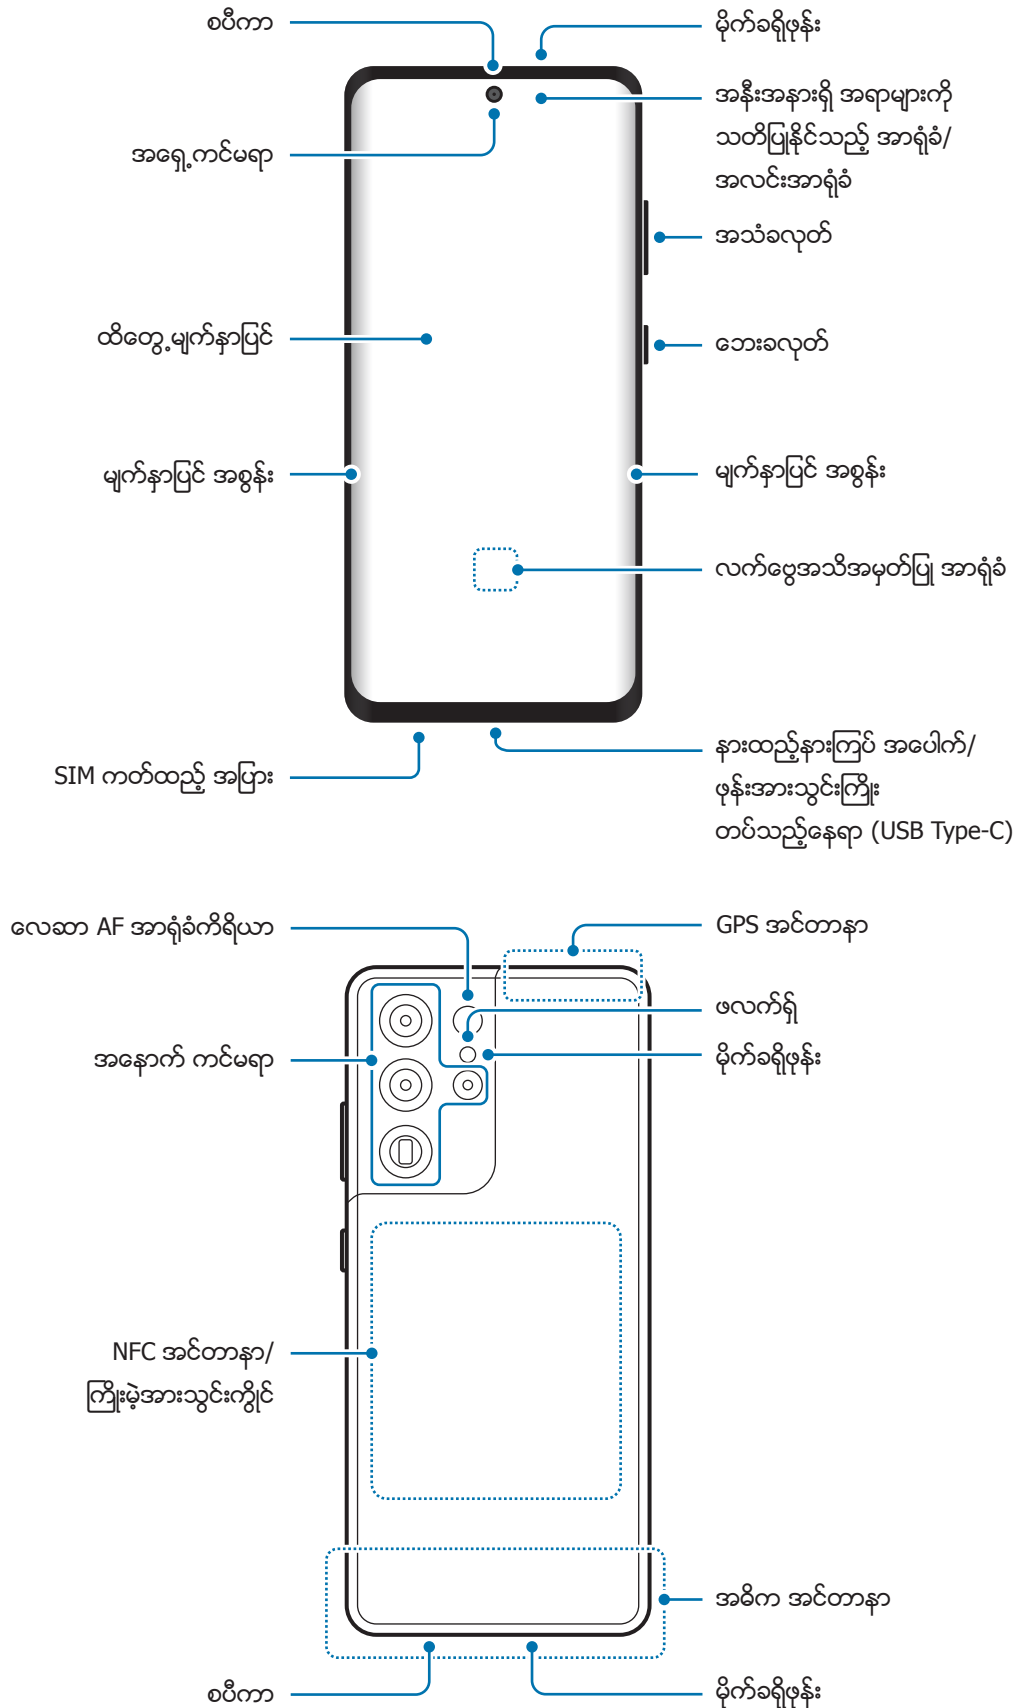 စပီကာ
မိုက်ခရိုဖုန်း
အရှေ့ကင်မရာ
အနီးအနားရှိ အရာများကို
သတိပြုနိုင်သည့် အာရုံခံ/
အလင်းအာရုံခံ
အသံခလုတ်
ထိတွေ့မျက်နှာပြင်
ဘေးခလုတ်
မျက်နှာပြင် အစွန်း
မျက်နှာပြင် အစွန်း
လက်ဗွေအသိအမှတ်ပြု အာရုံခံ
SIM ကတ်ထည့် အပြား
နားထည့်နားကြပ် အပေါက်/
ဖုန်းအားသွင်းကြိုး
တပ်သည့်နေရာ (USB Type-C)
လေဆာ AF အာရုံခံကိရိယာ
GPS အင်တာနာ
ဖလက်ရှ်
အနောက် ကင်မရာ
မိုက်ခရိုဖုန်း
NFC အင်တာနာ/
ကြိုးမဲ့အားသွင်းကွိုင်
အဓိက အင်တာနာ
စပီကာ
မိုက်ခရိုဖုန်း